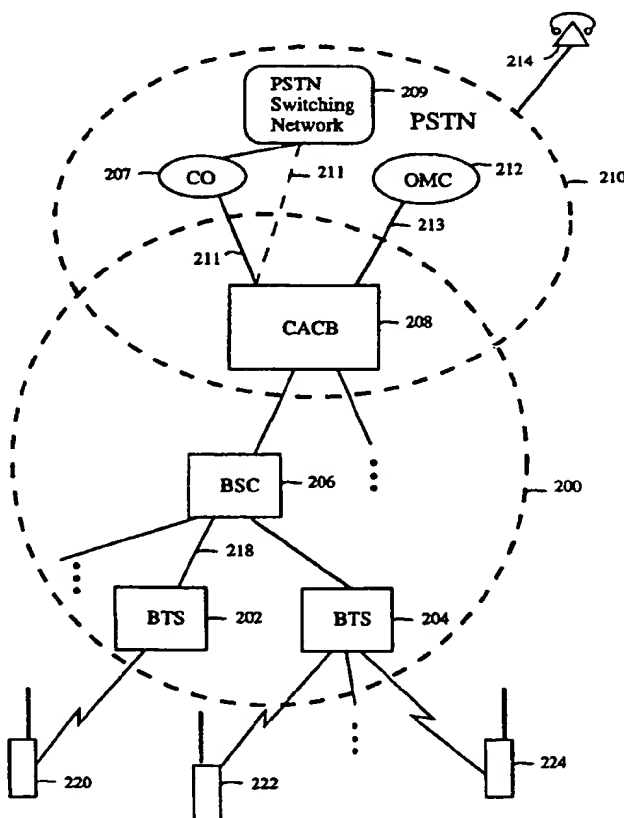 214
PSTN
Switching
Network
209
PSTN
207
CO
211
OMC
212
210
213
211
CACB
208
BSC
206
200
218
BTS
202
BTS
204
220
222
224